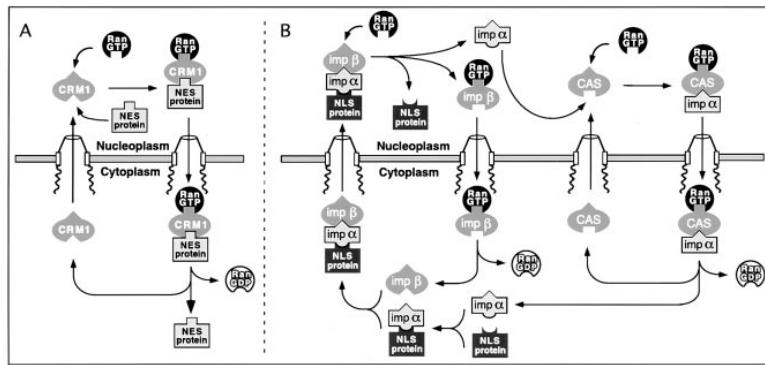 A
Ran
GTP
CRM1
NES
protein
Ran
GTP
CRM1
NES
protein
Nucleoplasm
Cytoplasm
CRM1
Ran
GTP
CRM1
NES
protein
Ran
GDP
NES
protein
B
Ran
GTP
imp β
imp α
NLS
protein
NLS
protein
imp α
Ran
GTP
imp β
Ran
GTP
CAS
Ran
GTP
CAS
imp α
Nucleoplasm
Cytoplasm
imp β
imp α
NLS
protein
Ran
GTP
imp β
Ran
GDP
imp β
imp α
NLS
protein
imp α
NLS
protein
CAS
Ran
GTP
CAS
imp α
Ran
GDP